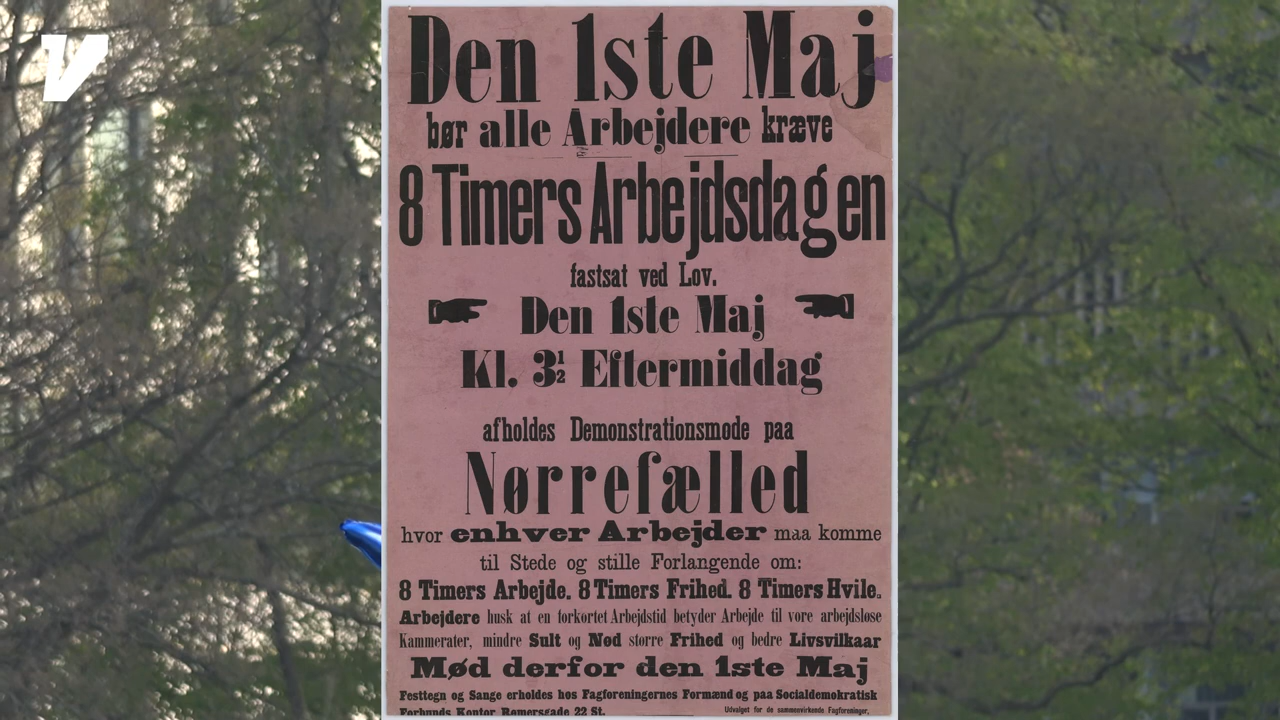 V
Den 1ste Maj
bør alle Arbejdere kræve
8 Timers Arbejdsdagen
fastsat ved Lov.
Den 1ste Maj
Kl. 3½ Eftermiddag
afholdes Demonstrationsmøde paa
Nørrefælled
hvor enhver Arbejder maa komme
til Stede og stille Forlangende om:
8 Timers Arbejde. 8 Timers Frihed. 8 Timers Hvile.
Arbejdere husk at en forkortet Arbejdstid betyder Arbejde til vore arbejdsløse
Kammerater, mindre Sult og Nød større Frihed og bedre Livsvilkaar
Mød derfor den 1ste Maj
Festtegn og Sange erholdes hos Fagforeningernes Formænd og paa Socialdemokratisk
Forbunds Kontor Rømersgade 22 St.
Udvalget for de sammenvirkende Fagforeninger.